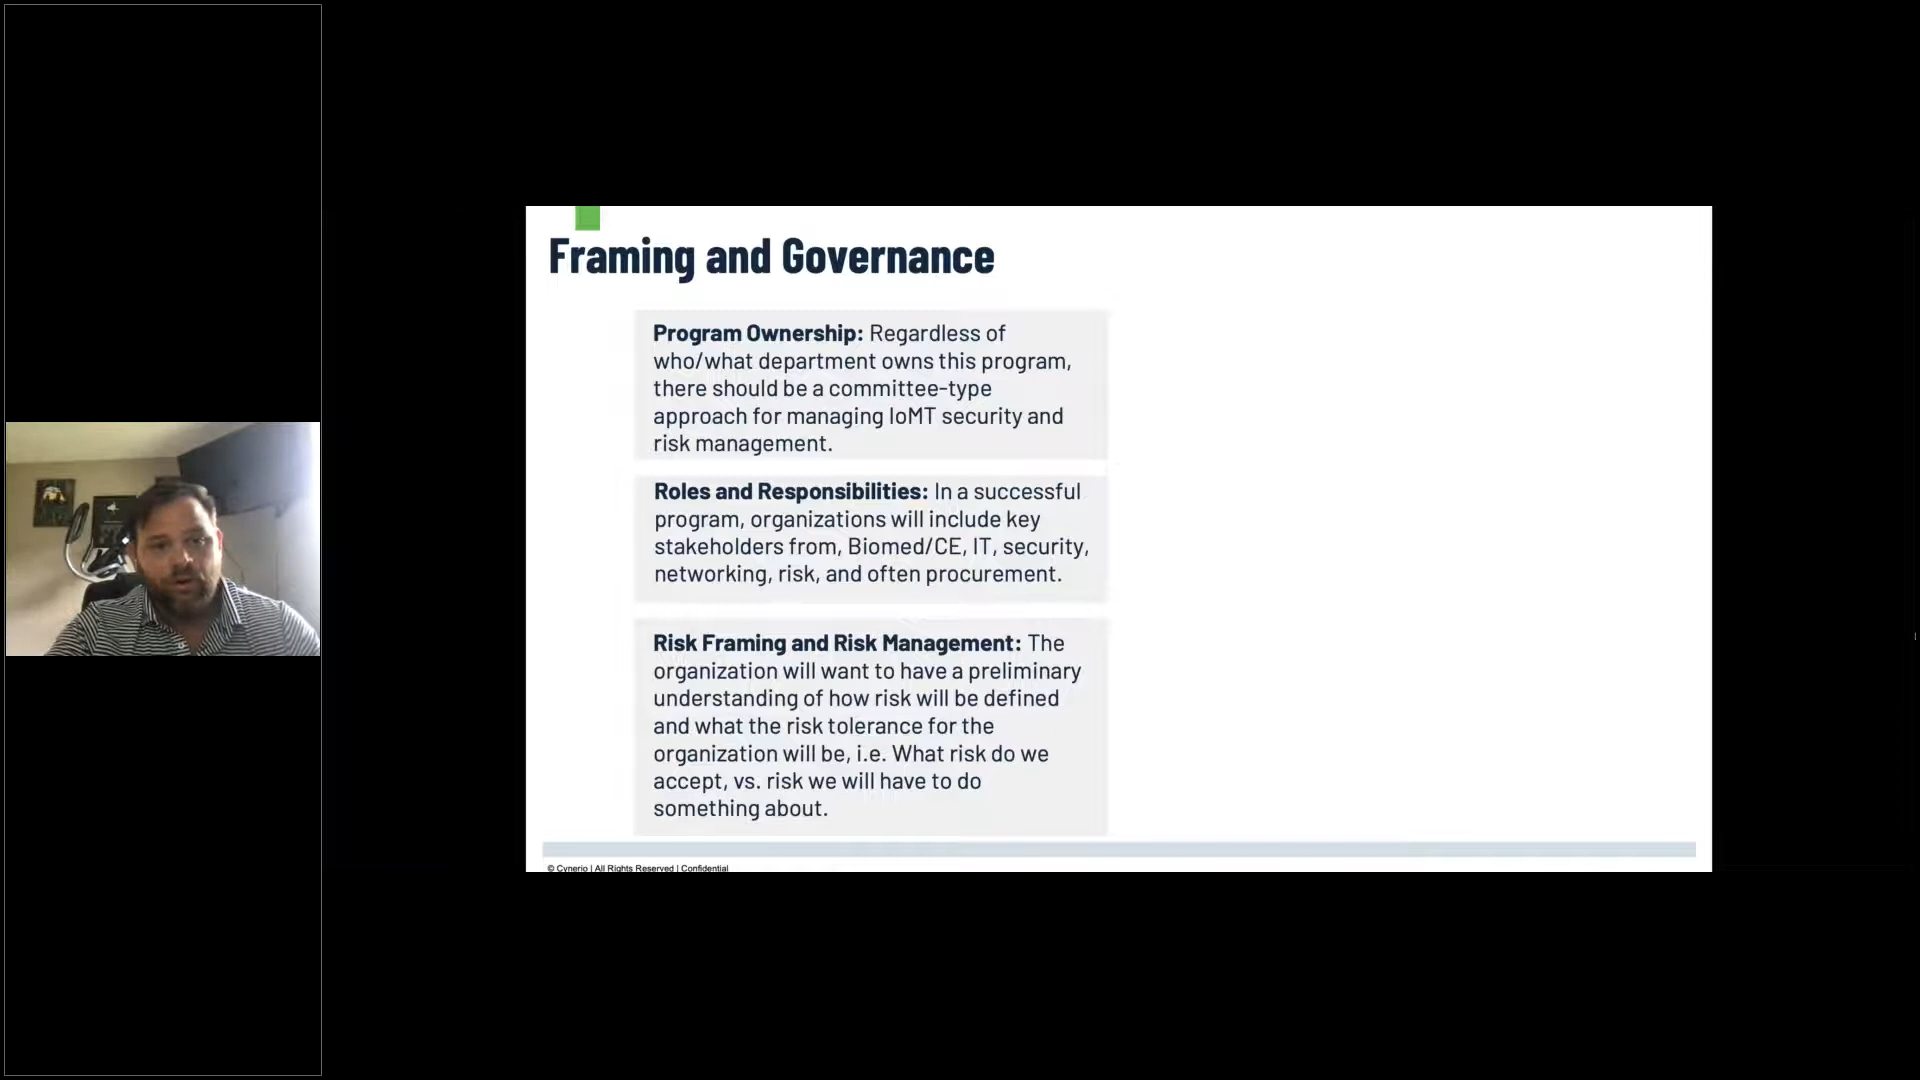 Framing and Governance
Program Ownership: Regardless of
who/what department owns this program,
there should be a committee-type
approach for managing IoMT security and
risk management.
Roles and Responsibilities: In a successful
program, organizations will include key
stakeholders from, Biomed/CE, IT, security,
networking, risk, and often procurement.
Risk Framing and Risk Management: The
organization will want to have a preliminary
understanding of how risk will be defined
and what the risk tolerance for the
organization will be, i.e. What risk do we
accept, vs. risk we will have to do
something about.
© Cynerio | All Rights Reserved | Confidential